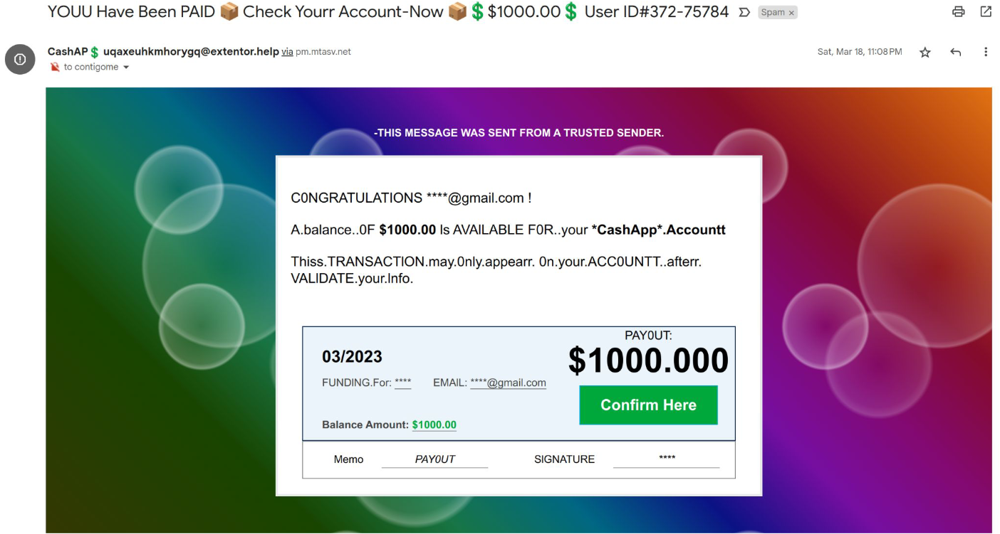 YOUU Have Been PAID 📦 Check Yourr Account-Now 📦💲$1000.00💲 User ID#372-75784 Spam ×
CashAP💲 uqaxeuhkmhorygq@extentor.help via pm.mtasv.net Sat, Mar 18, 11:08 PM
to contigome
-THIS MESSAGE WAS SENT FROM A TRUSTED SENDER.
C0NGRATULATIONS ****@gmail.com !
A.balance..0F $1000.00 Is AVAILABLE F0R..your *CashApp*.Accountt
Thiss.TRANSACTION.may.0nly.appearr. 0n.your.ACC0UNTT..afterr.
VALIDATE.your.Info.
PAY0UT:
03/2023 $1000.000
FUNDING.For: **** EMAIL: ****@gmail.com
Confirm Here
Balance Amount: $1000.00
Memo PAY0UT SIGNATURE ****